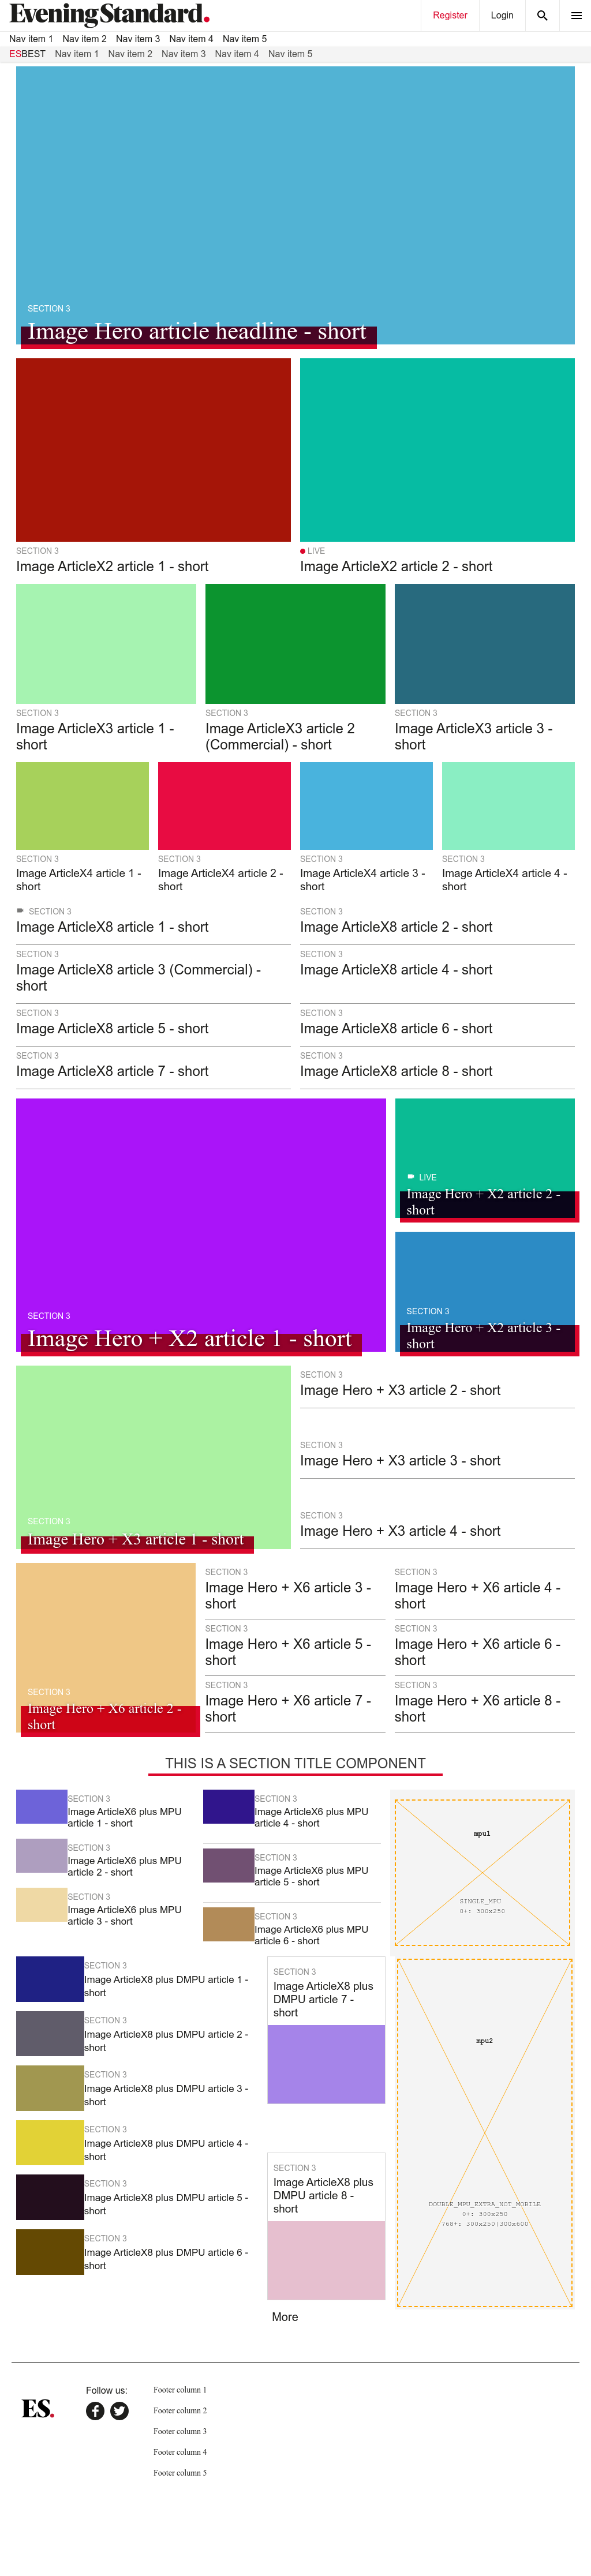 EveningStandard.
Register Login
Nav item 1 Nav item 2 Nav item 3 Nav item 4 Nav item 5
ESBEST Nav item 1 Nav item 2 Nav item 3 Nav item 4 Nav item 5
SECTION 3
Image Hero article headline - short
SECTION 3
Image ArticleX2 article 1 - short
LIVE
Image ArticleX2 article 2 - short
SECTION 3
Image ArticleX3 article 1 -
short
SECTION 3
Image ArticleX3 article 2
(Commercial) - short
SECTION 3
Image ArticleX3 article 3 -
short
SECTION 3
Image ArticleX4 article 1 -
short
SECTION 3
Image ArticleX4 article 2 -
short
SECTION 3
Image ArticleX4 article 3 -
short
SECTION 3
Image ArticleX4 article 4 -
short
SECTION 3
Image ArticleX8 article 1 - short
SECTION 3
Image ArticleX8 article 2 - short
SECTION 3
Image ArticleX8 article 3 (Commercial) -
short
SECTION 3
Image ArticleX8 article 4 - short
SECTION 3
Image ArticleX8 article 5 - short
SECTION 3
Image ArticleX8 article 6 - short
SECTION 3
Image ArticleX8 article 7 - short
SECTION 3
Image ArticleX8 article 8 - short
SECTION 3
Image Hero + X2 article 1 - short
LIVE
Image Hero + X2 article 2 -
short
SECTION 3
Image Hero + X2 article 3 -
short
SECTION 3
Image Hero + X3 article 1 - short
SECTION 3
Image Hero + X3 article 2 - short
SECTION 3
Image Hero + X3 article 3 - short
SECTION 3
Image Hero + X3 article 4 - short
SECTION 3
Image Hero + X6 article 2 -
short
SECTION 3
Image Hero + X6 article 3 -
short
SECTION 3
Image Hero + X6 article 4 -
short
SECTION 3
Image Hero + X6 article 5 -
short
SECTION 3
Image Hero + X6 article 6 -
short
SECTION 3
Image Hero + X6 article 7 -
short
SECTION 3
Image Hero + X6 article 8 -
short
THIS IS A SECTION TITLE COMPONENT
SECTION 3
Image ArticleX6 plus MPU
article 1 - short
SECTION 3
Image ArticleX6 plus MPU
article 2 - short
SECTION 3
Image ArticleX6 plus MPU
article 3 - short
SECTION 3
Image ArticleX6 plus MPU
article 4 - short
SECTION 3
Image ArticleX6 plus MPU
article 5 - short
SECTION 3
Image ArticleX6 plus MPU
article 6 - short
mpu1
SINGLE_MPU
0+: 300x250
SECTION 3
Image ArticleX8 plus DMPU article 1 -
short
SECTION 3
Image ArticleX8 plus DMPU article 2 -
short
SECTION 3
Image ArticleX8 plus DMPU article 3 -
short
SECTION 3
Image ArticleX8 plus DMPU article 4 -
short
SECTION 3
Image ArticleX8 plus DMPU article 5 -
short
SECTION 3
Image ArticleX8 plus DMPU article 6 -
short
SECTION 3
Image ArticleX8 plus
DMPU article 7 -
short
SECTION 3
Image ArticleX8 plus
DMPU article 8 -
short
mpu2
DOUBLE_MPU_EXTRA_NOT_MOBILE
0+: 300x250
768+: 300x250|300x600
More
ES.
Follow us:
Footer column 1
Footer column 2
Footer column 3
Footer column 4
Footer column 5